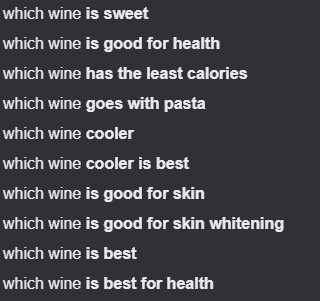 which wine is sweet
which wine is good for health
which wine has the least calories
which wine goes with pasta
which wine cooler
which wine cooler is best
which wine is good for skin
which wine is good for skin whitening
which wine is best
which wine is best for health